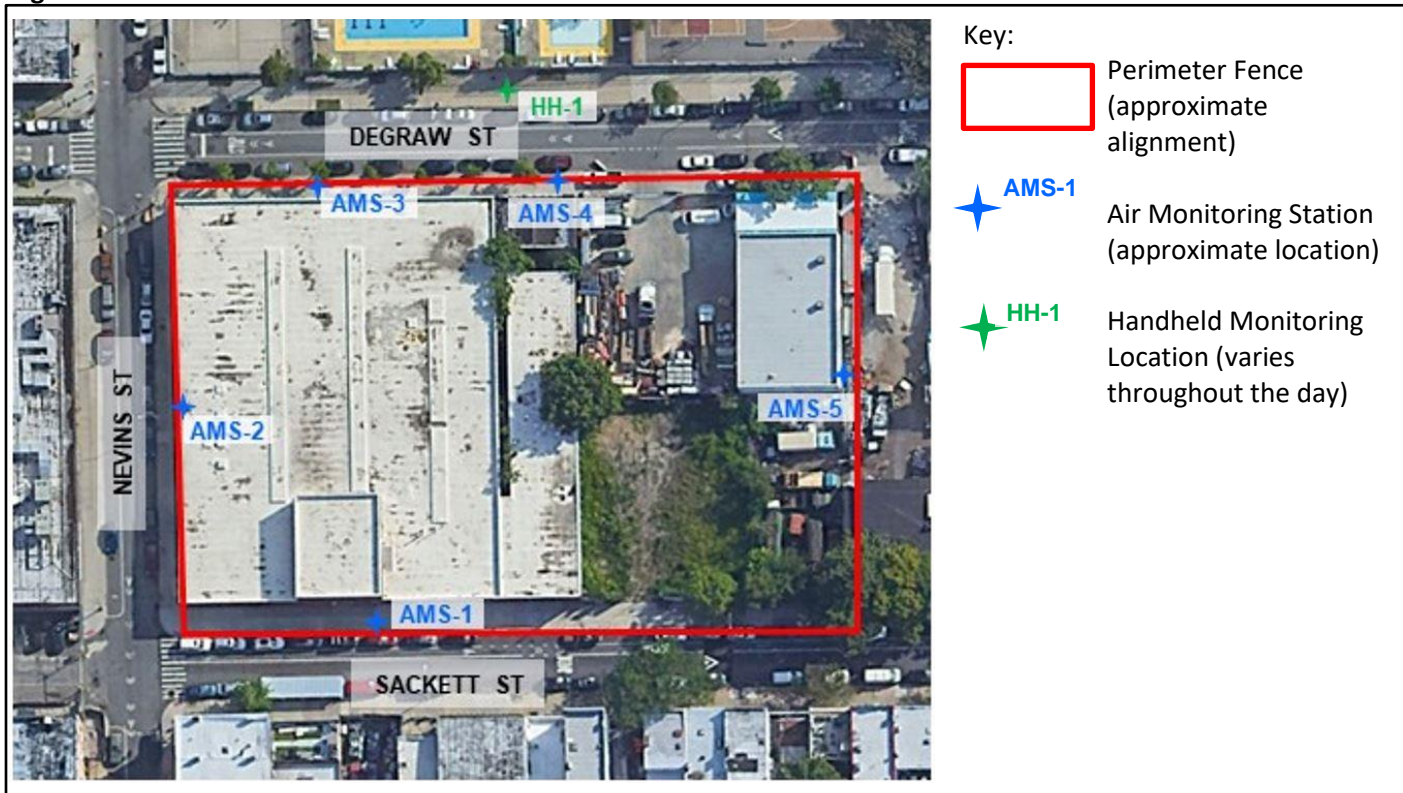 Key:
Perimeter Fence
(approximate
alignment)
AMS-1
Air Monitoring Station
(approximate location)
HH-1
Handheld Monitoring
Location (varies
throughout the day)
HH-1
DEGRAW ST
AMS-3
AMS-4
AMS-2
AMS-5
NEVINS ST
AMS-1
SACKETT ST